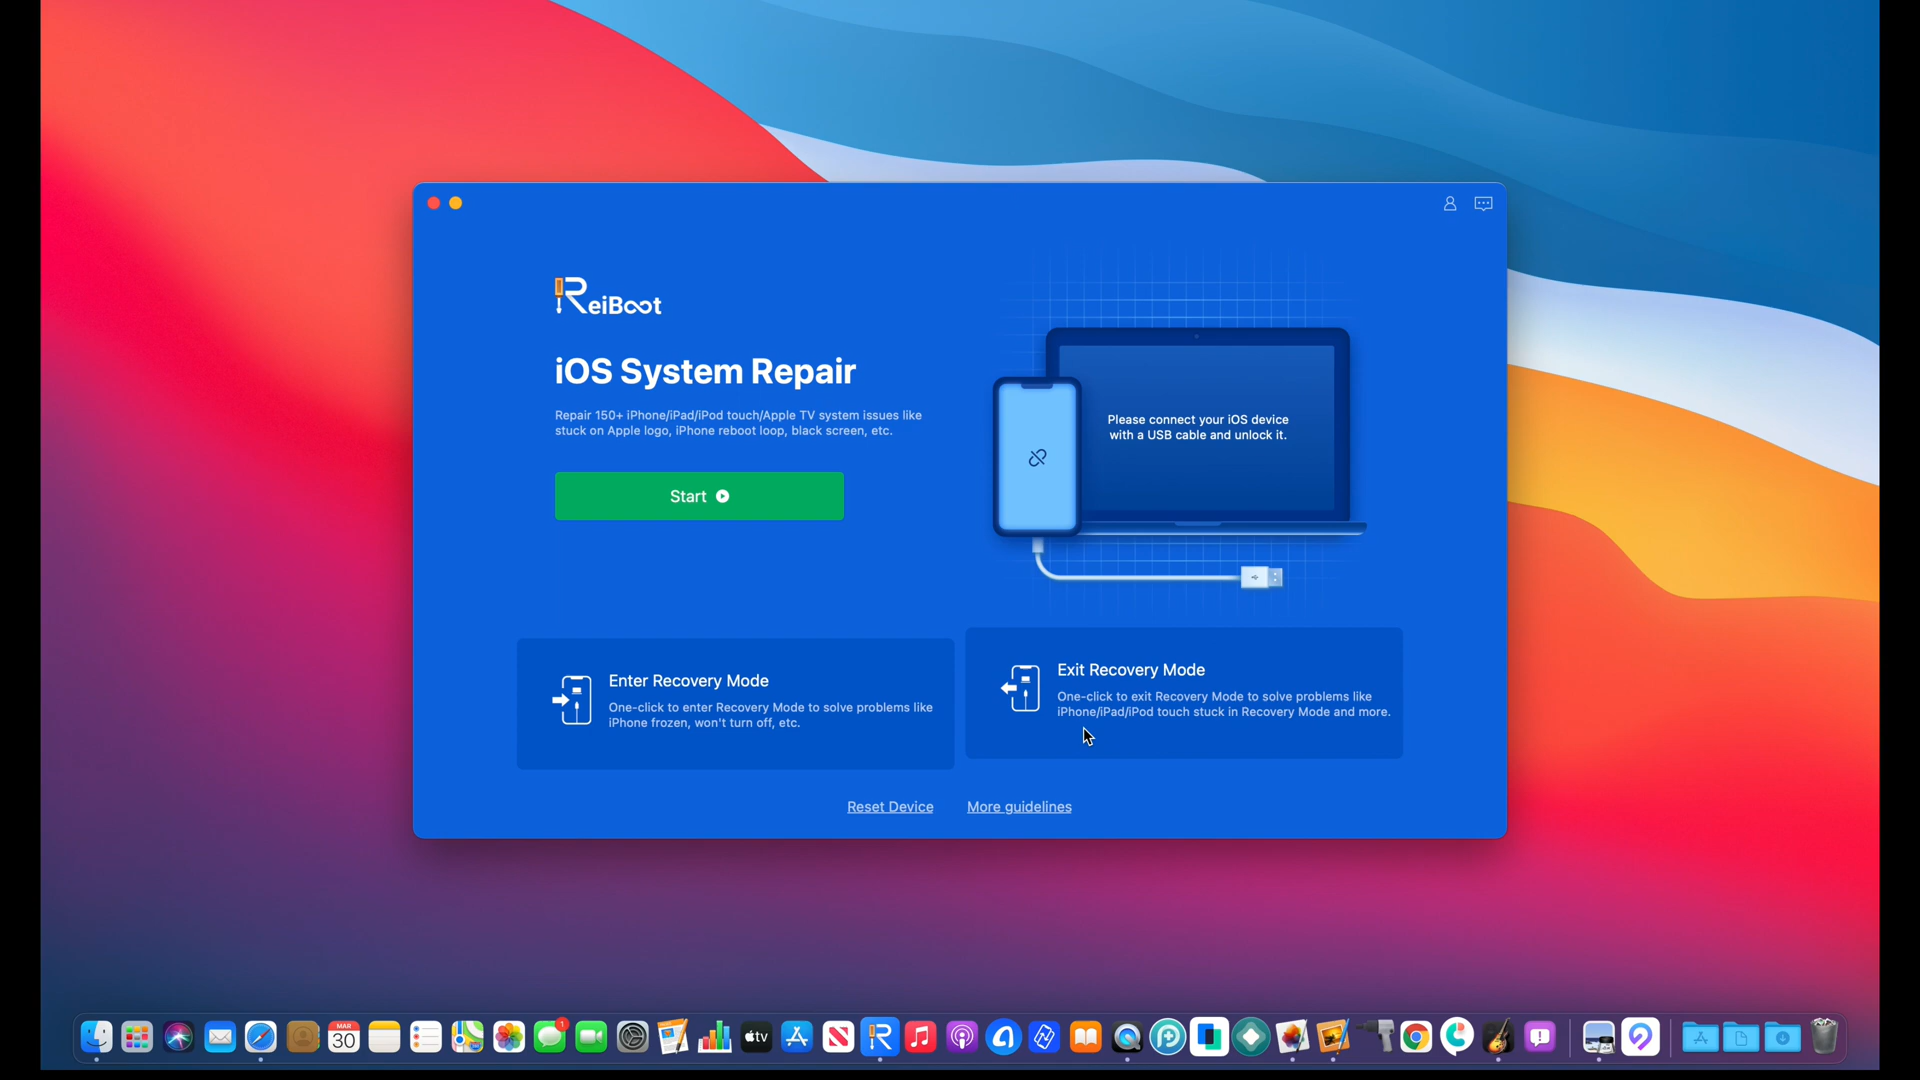 ReiBoot
iOS System Repair
Repair 150+ iPhone/iPad/iPod touch/Apple TV system issues like
stuck on Apple logo, iPhone reboot loop, black screen, etc.
Start
Please connect your iOS device
with a USB cable and unlock it.
Enter Recovery Mode
One-click to enter Recovery Mode to solve problems like
iPhone frozen, won't turn off, etc.
Exit Recovery Mode
One-click to exit Recovery Mode to solve problems like
iPhone/iPad/iPod touch stuck in Recovery Mode and more.
Reset Device
More guidelines
MAR
30
1
tv